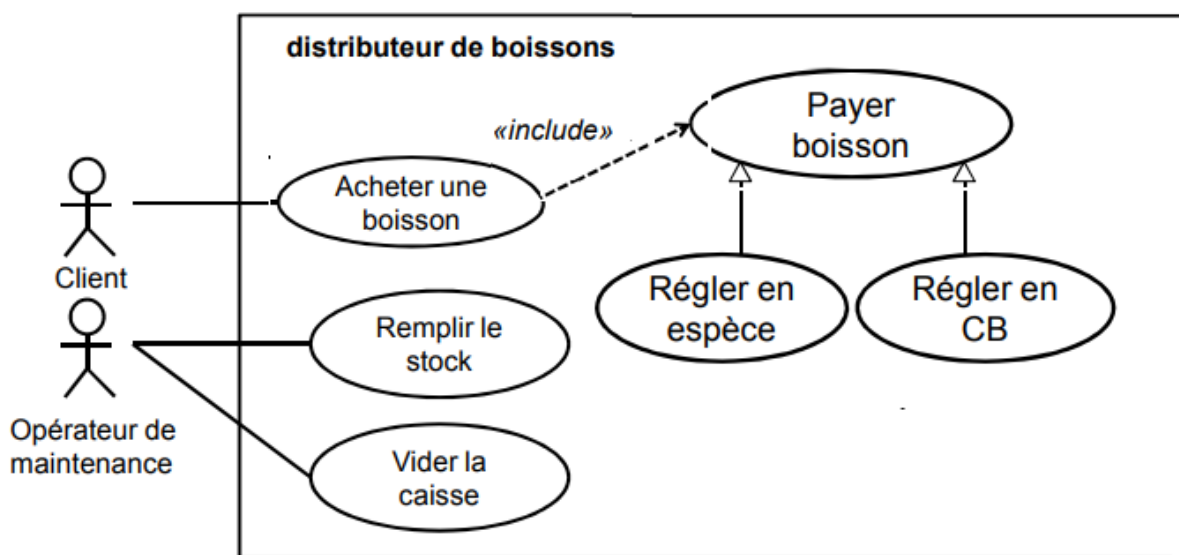 distributeur de boissons
Payer
boisson
«include»
Acheter une
boisson
Client
Régler en
espèce
Régler en
CB
Remplir le
stock
Opérateur de
maintenance
Vider la
caisse